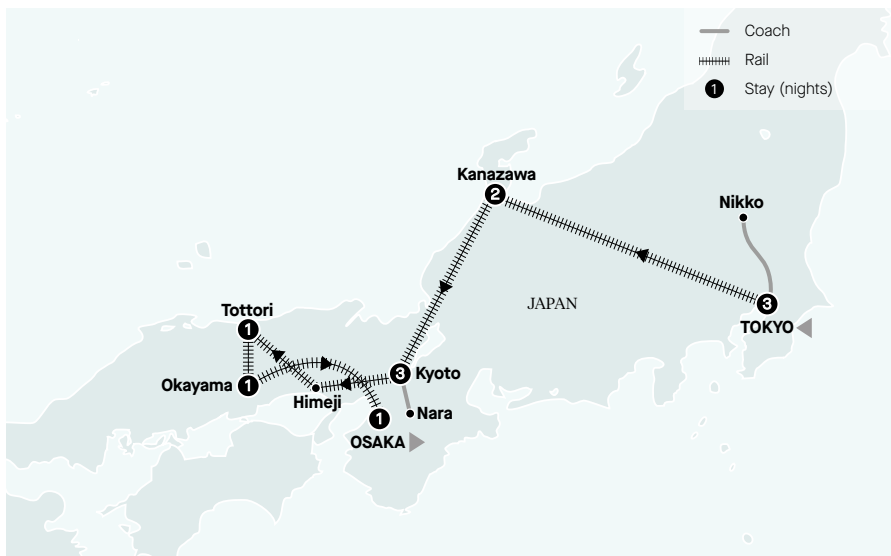 Coach
Rail
1 Stay (nights)
Kanazawa
2
Nikko
JAPAN
3
TOKYO
Tottori
1
3 Kyoto
Okayama 1
Himeji
Nara
1
OSAKA